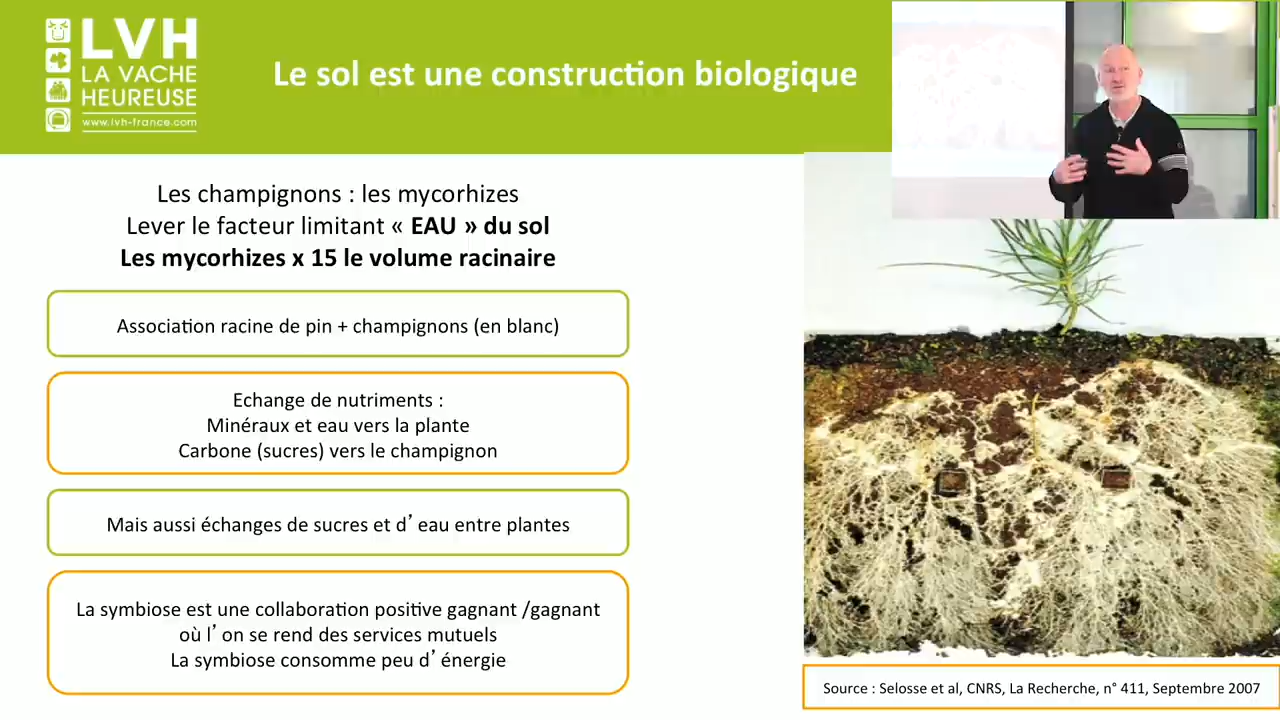 LVH
LA VACHE
HEUREUSE
www.lvh-france.com
Le sol est une construction biologique
Les champignons : les mycorhizes
Lever le facteur limitant « EAU » du sol
Les mycorhizes x 15 le volume racinaire
Association racine de pin + champignons (en blanc)
Echange de nutriments :
Minéraux et eau vers la plante
Carbone (sucres) vers le champignon
Mais aussi échanges de sucres et d’ eau entre plantes
La symbiose est une collaboration positive gagnant /gagnant
où l’ on se rend des services mutuels
La symbiose consomme peu d’ énergie
Source : Selosse et al, CNRS, La Recherche, n° 411, Septembre 2007